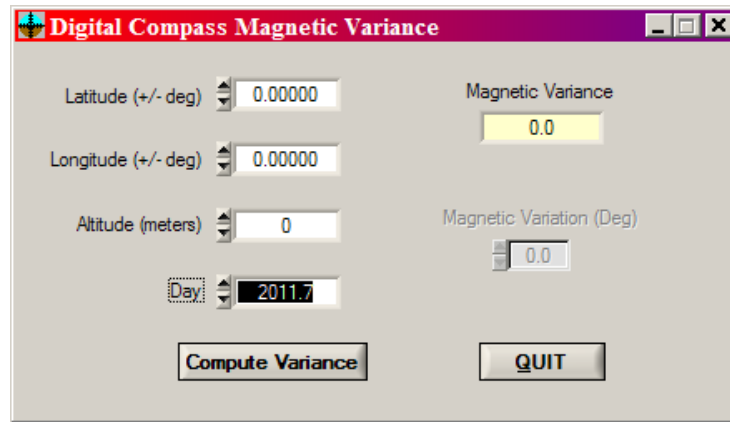 Digital Compass Magnetic Variance
Latitude (+/- deg) 0.00000
Magnetic Variance
0.0
Longitude (+/- deg) 0.00000
Altitude (meters) 0
Magnetic Variation (Deg)
0.0
Day 2011.7
Compute Variance
QUIT